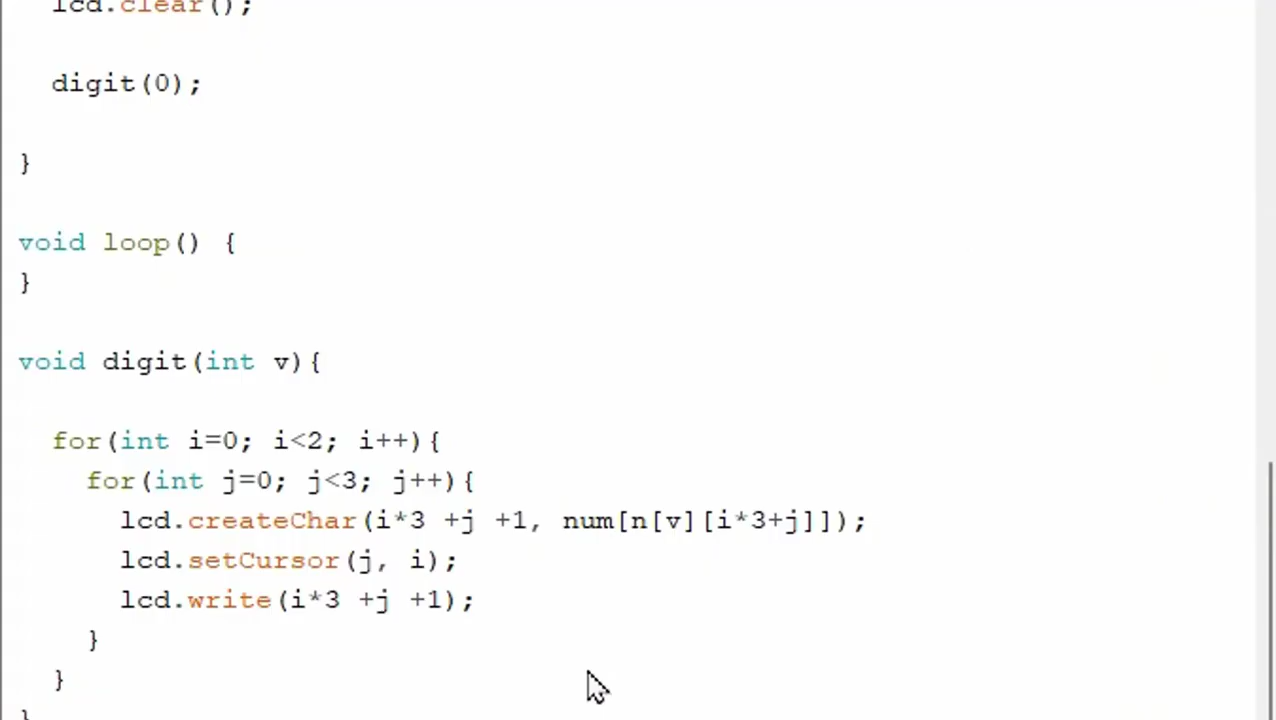 lcd.clear();
digit(0);
}
void loop() {
}
void digit(int v){
for(int i=0; i<2; i++){
for(int j=0; j<3; j++){
lcd.createChar(i*3 +j +1, num[n[v][i*3+j]]);
lcd.setCursor(j, i);
lcd.write(i*3 +j +1);
}
}
}